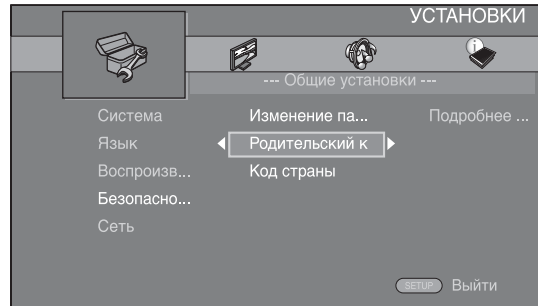 УСТАНОВКИ
--- Общие установки ---
Система
Изменение па...
Подробнее ...
Язык
Родительский к
Воспроизв...
Код страны
Безопасно...
Сеть
SETUP Выйти